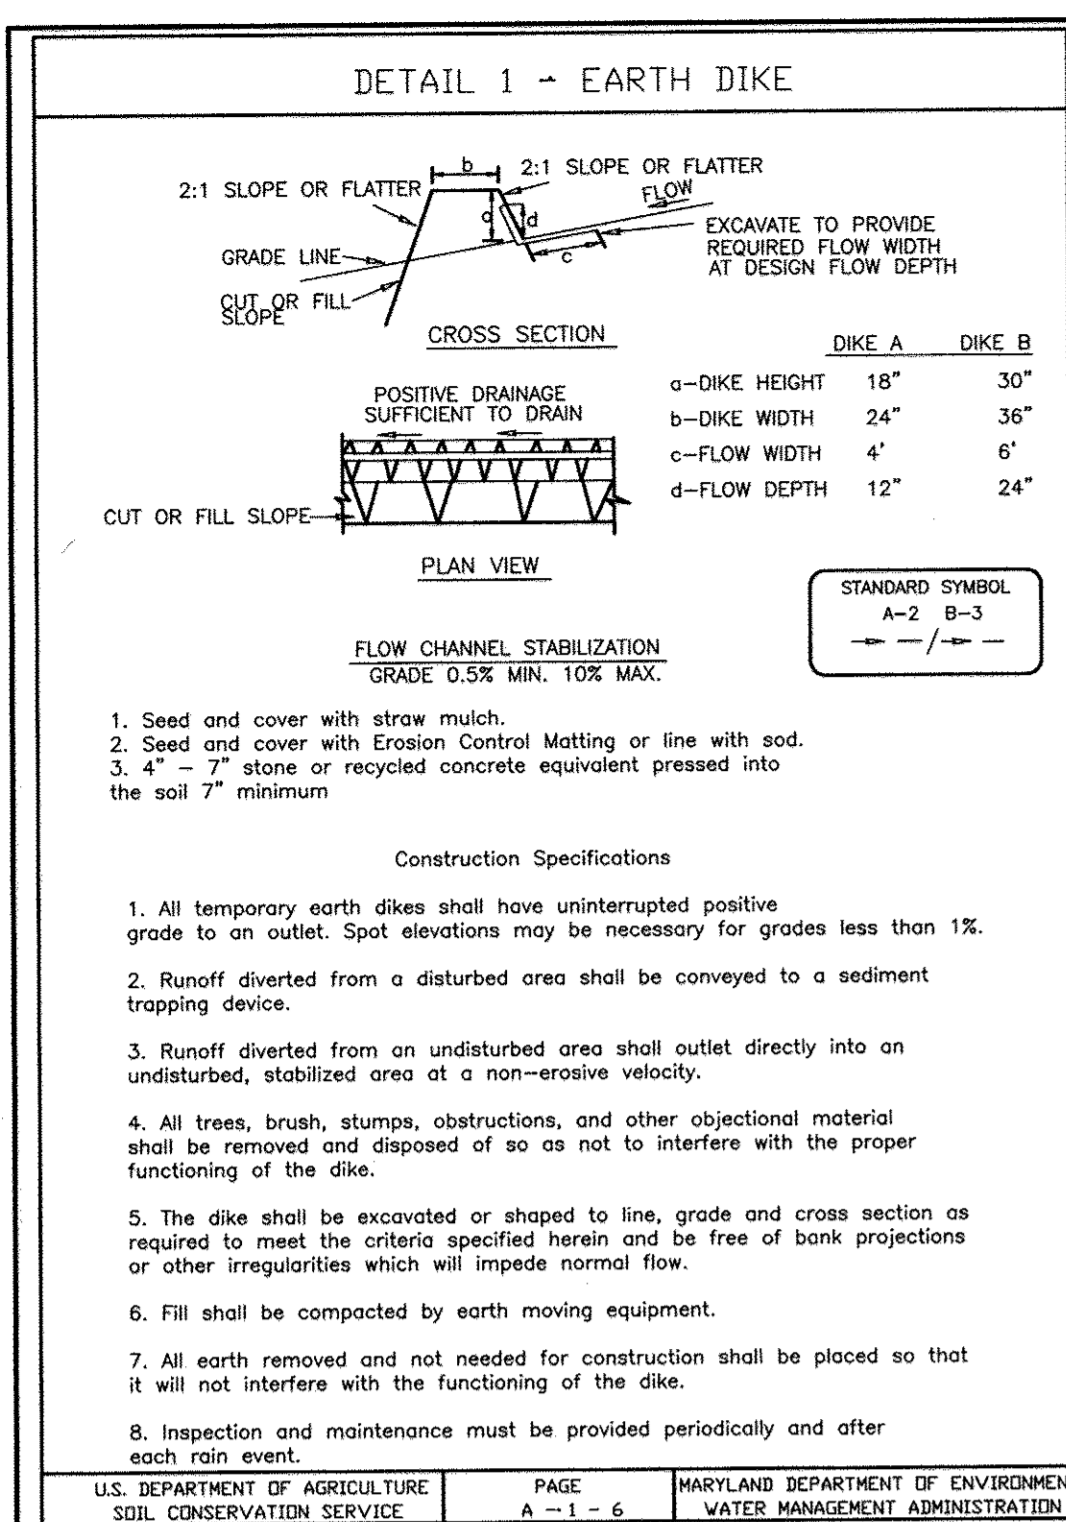 DETAIL 1 - EARTH DIKE
b
2:1 SLOPE OR FLATTER
2:1 SLOPE OR FLATTER
FLOW
a
d
EXCAVATE TO PROVIDE
REQUIRED FLOW WIDTH
AT DESIGN FLOW DEPTH
GRADE LINE
c
CUT OR FILL
SLOPE
CROSS SECTION
DIKE A DIKE B
a-DIKE HEIGHT 18" 30"
b-DIKE WIDTH 24" 36"
c-FLOW WIDTH 4' 6'
d-FLOW DEPTH 12" 24"
POSITIVE DRAINAGE
SUFFICIENT TO DRAIN
CUT OR FILL SLOPE
PLAN VIEW
STANDARD SYMBOL
A-2 B-3
FLOW CHANNEL STABILIZATION
GRADE 0.5% MIN. 10% MAX.
1. Seed and cover with straw mulch.
2. Seed and cover with Erosion Control Matting or line with sod.
3. 4" - 7" stone or recycled concrete equivalent pressed into
the soil 7" minimum
Construction Specifications
1. All temporary earth dikes shall have uninterrupted positive
grade to an outlet. Spot elevations may be necessary for grades less than 1%.
2. Runoff diverted from a disturbed area shall be conveyed to a sediment
trapping device.
3. Runoff diverted from an undisturbed area shall outlet directly into an
undisturbed, stabilized area at a non-erosive velocity.
4. All trees, brush, stumps, obstructions, and other objectional material
shall be removed and disposed of so as not to interfere with the proper
functioning of the dike.
5. The dike shall be excavated or shaped to line, grade and cross section as
required to meet the criteria specified herein and be free of bank projections
or other irregularities which will impede normal flow.
6. Fill shall be compacted by earth moving equipment.
7. All earth removed and not needed for construction shall be placed so that
it will not interfere with the functioning of the dike.
8. Inspection and maintenance must be provided periodically and after
each rain event.
U.S. DEPARTMENT OF AGRICULTURE
SOIL CONSERVATION SERVICE
PAGE
A - 1 - 6
MARYLAND DEPARTMENT OF ENVIRONMEN
WATER MANAGEMENT ADMINISTRATION